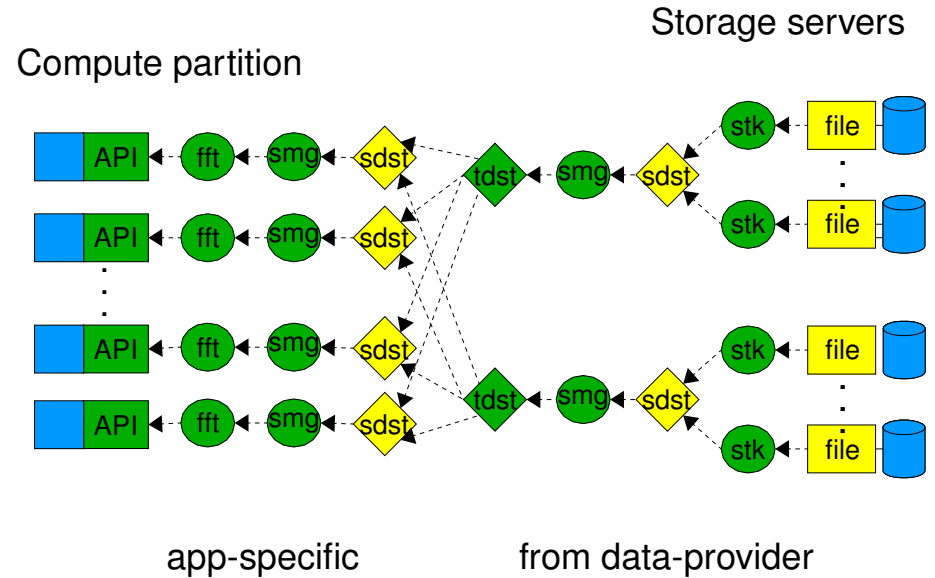 Storage servers
Compute partition
API fft smg sdst tdst smg sdst stk file
API fft smg sdst stk file
API fft smg sdst stk file
API fft smg sdst tdst smg sdst stk file
app-specific from data-provider